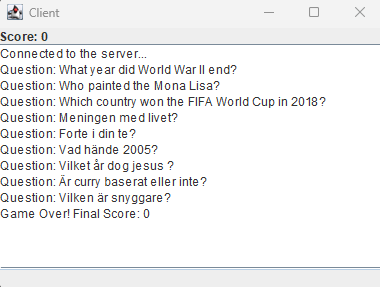 Client
Score: 0
Connected to the server...
Question: What year did World War II end?
Question: Who painted the Mona Lisa?
Question: Which country won the FIFA World Cup in 2018?
Question: Meningen med livet?
Question: Forte i din te?
Question: Vad hände 2005?
Question: Vilket år dog jesus ?
Question: Är curry baserat eller inte?
Question: Vilken är snyggare?
Game Over! Final Score: 0